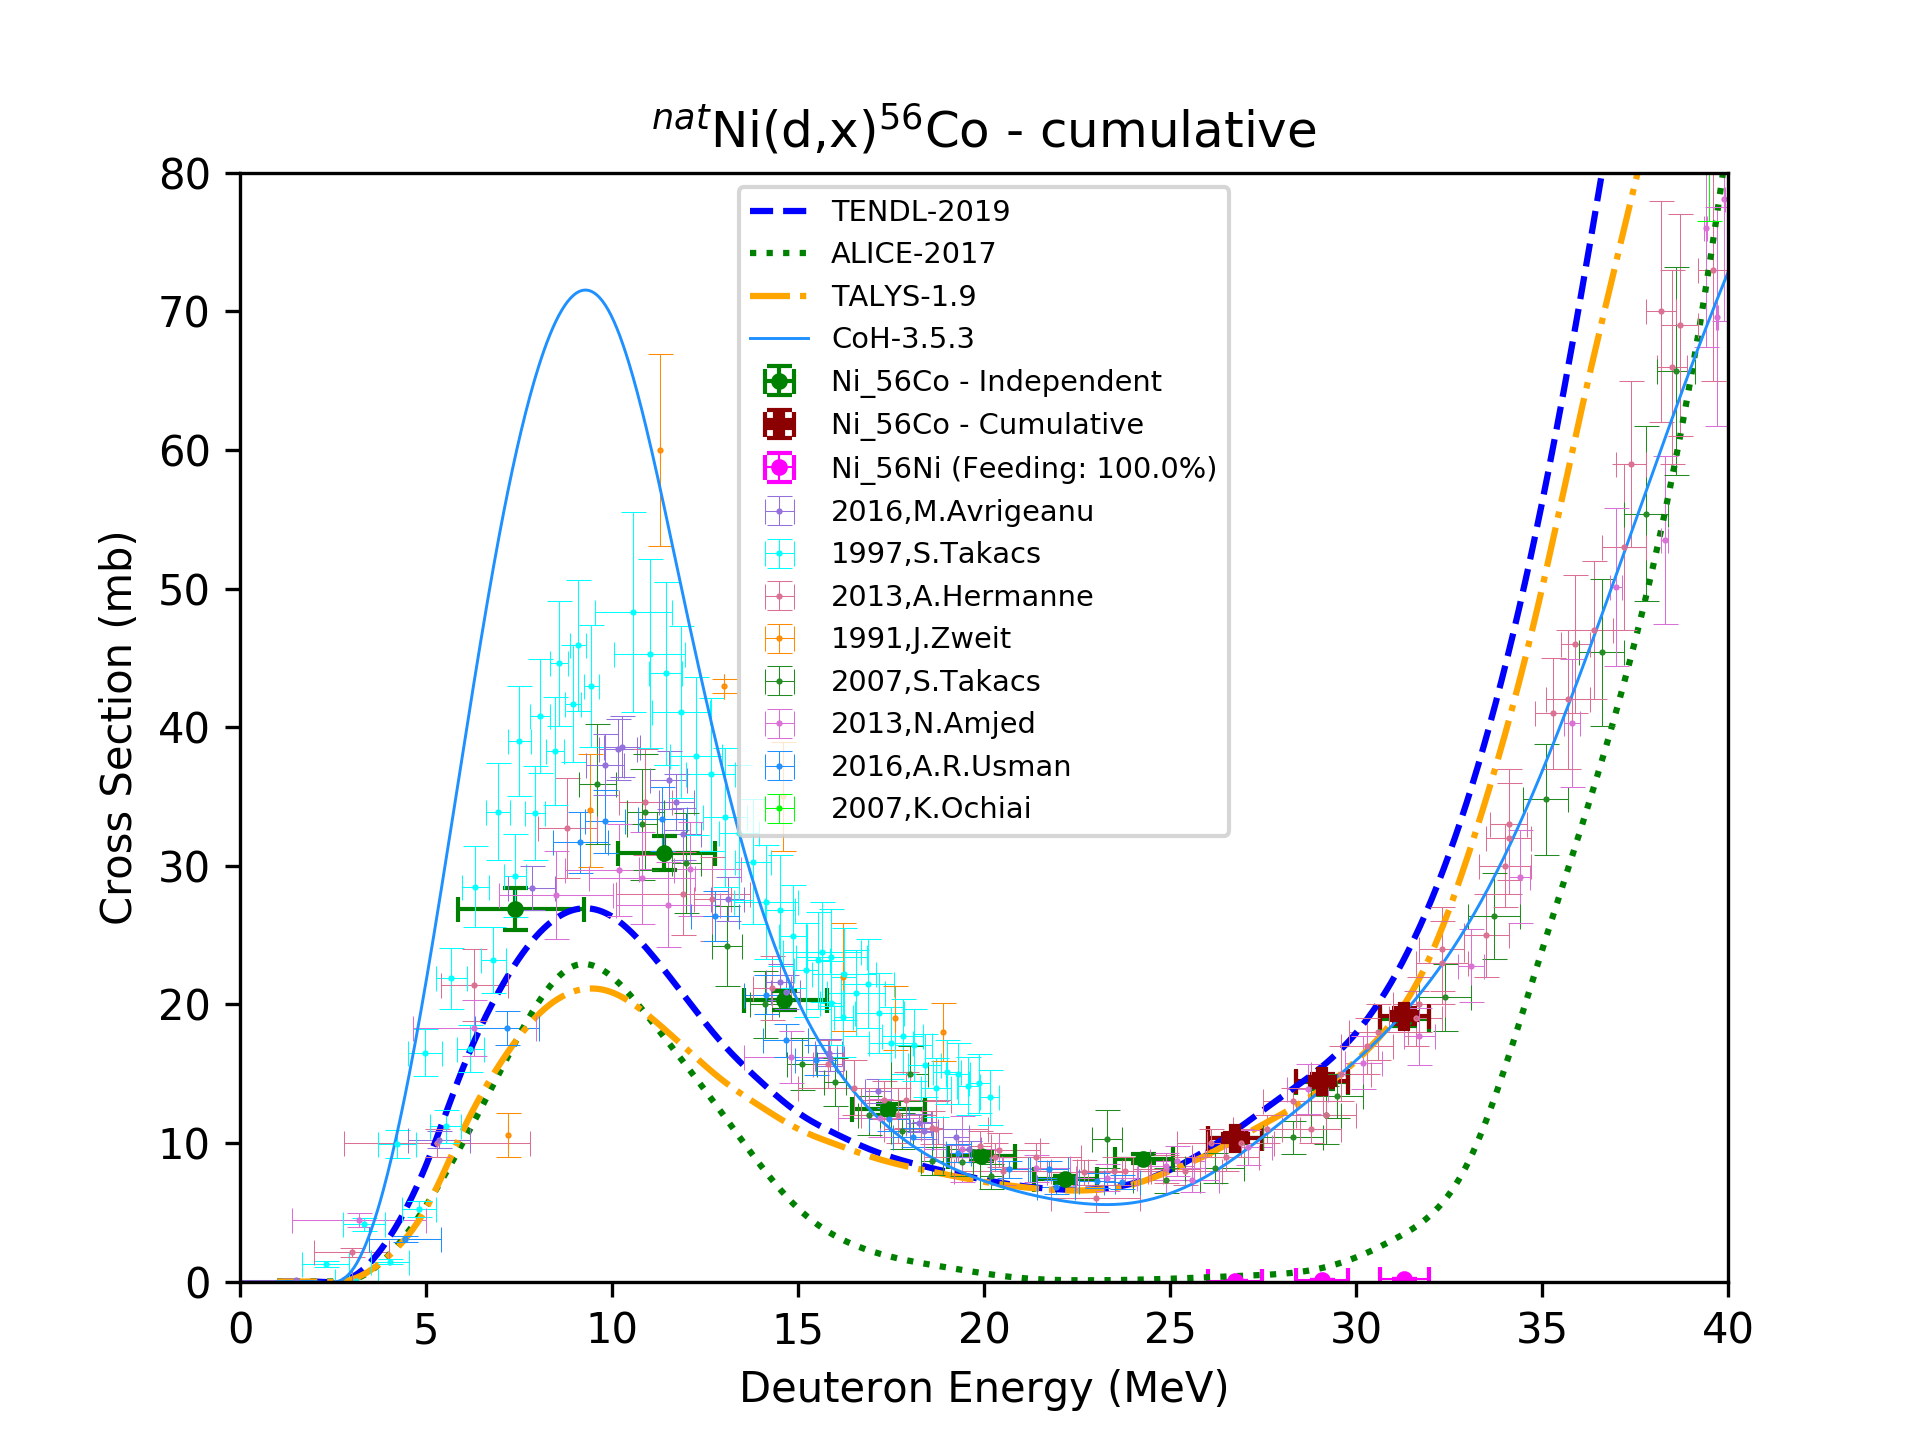 natNi(d,x)56Co - cumulative
80
70
60
50
40
30
20
10
0
Cross Section (mb)
TENDL-2019
ALICE-2017
TALYS-1.9
CoH-3.5.3
Ni_56Co - Independent
Ni_56Co - Cumulative
Ni_56Ni (Feeding: 100.0%)
2016,M.Avrigeanu
1997,S.Takacs
2013,A.Hermanne
1991,J.Zweit
2007,S.Takacs
2013,N.Amjed
2016,A.R.Usman
2007,K.Ochiai
0 5 10 15 20 25 30 35 40
Deuteron Energy (MeV)